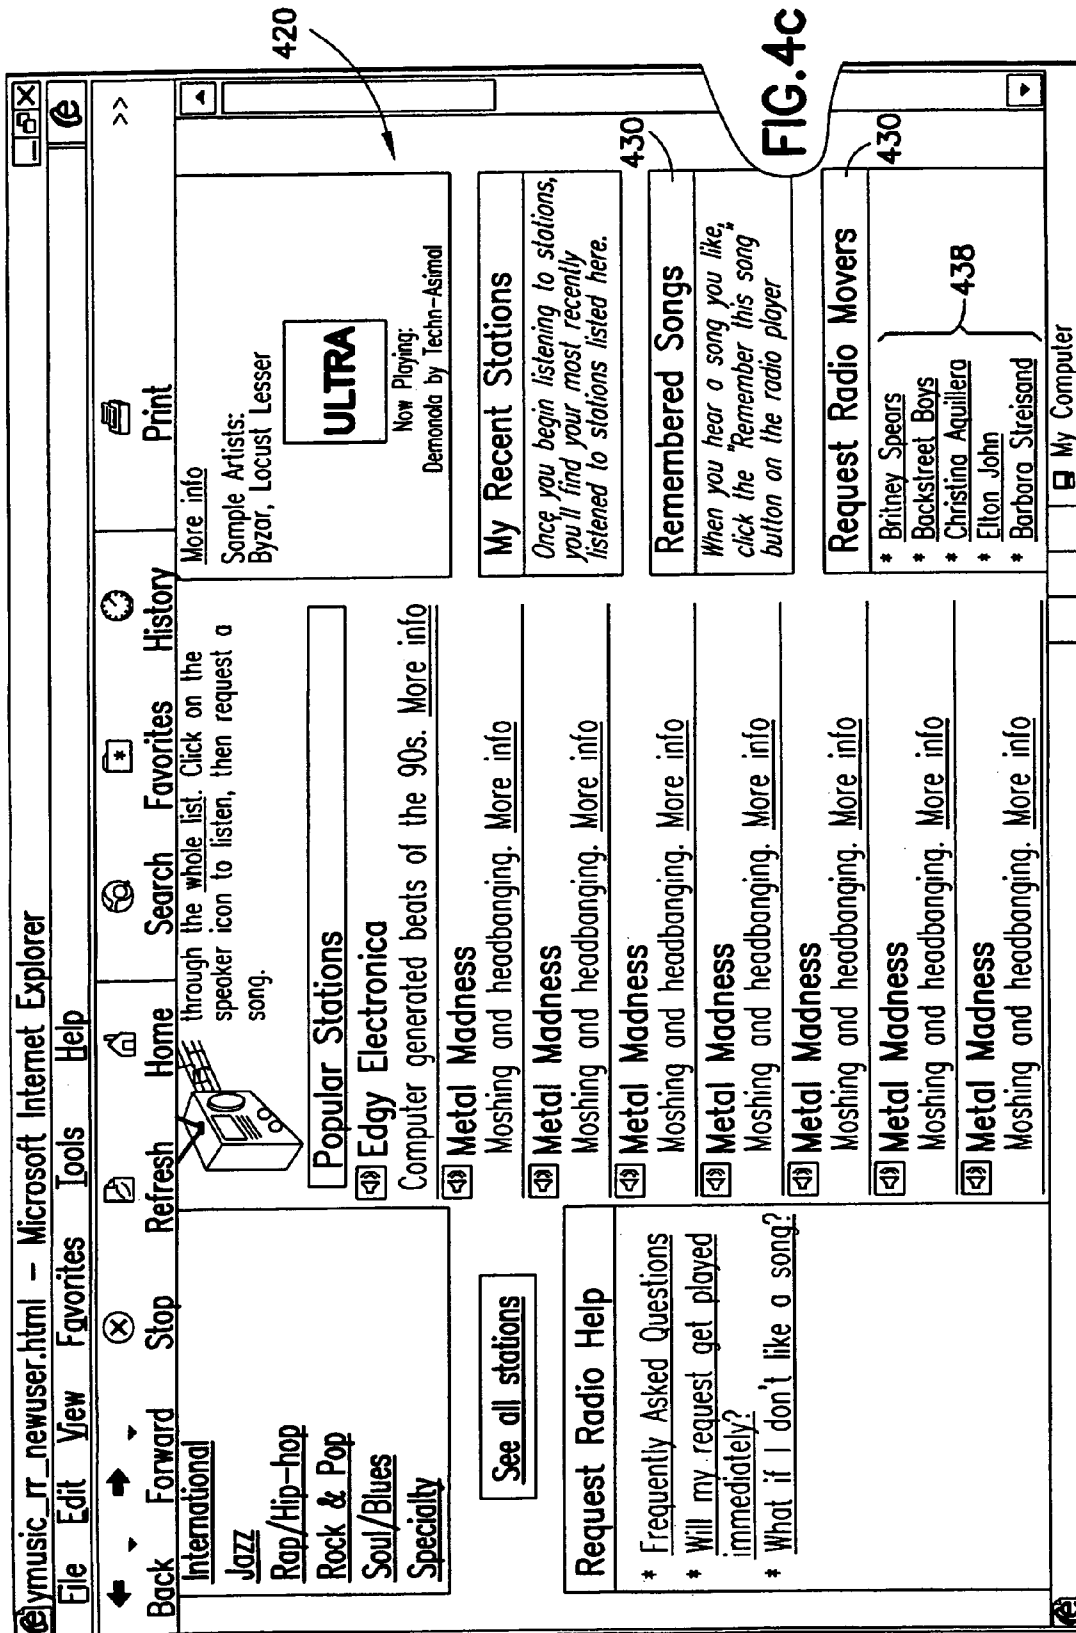 ymusic_rr_newuser.html – Microsoft Internet Explorer
File Edit View Favorites Tools Help
Back Forward Stop Refresh Home Search Favorites History Print >>
International
Jazz
Rap/Hip-hop
Rock & Pop
Soul/Blues
Specialty
See all stations
Request Radio Help
* Frequently Asked Questions
* Will my request get played
immediately?
* What if I don't like a song?
through the whole list. Click on the
speaker icon to listen, then request a
song.
Popular Stations
Edgy Electronica
Computer generated beats of the 90s. More info
Metal Madness
Moshing and headbanging. More info
Metal Madness
Moshing and headbanging. More info
Metal Madness
Moshing and headbanging. More info
Metal Madness
Moshing and headbanging. More info
Metal Madness
Moshing and headbanging. More info
Metal Madness
Moshing and headbanging. More info
Metal Madness
Moshing and headbanging. More info
More info
Sample Artists:
Byzar, Locust Lesser
ULTRA
Now Playing:
Demonola by Techn-Asimal
My Recent Stations
Once you begin listening to stations,
you'll find your most recently
listened to stations listed here.
Remembered Songs
When you hear a song you like,
click the "Remember this song"
button on the radio player
Request Radio Movers
* Britney Spears
* Backstreet Boys
* Christina Aquillera
* Elton John
* Barbara Streisand
My Computer
420
430
430
438
FIG.4c